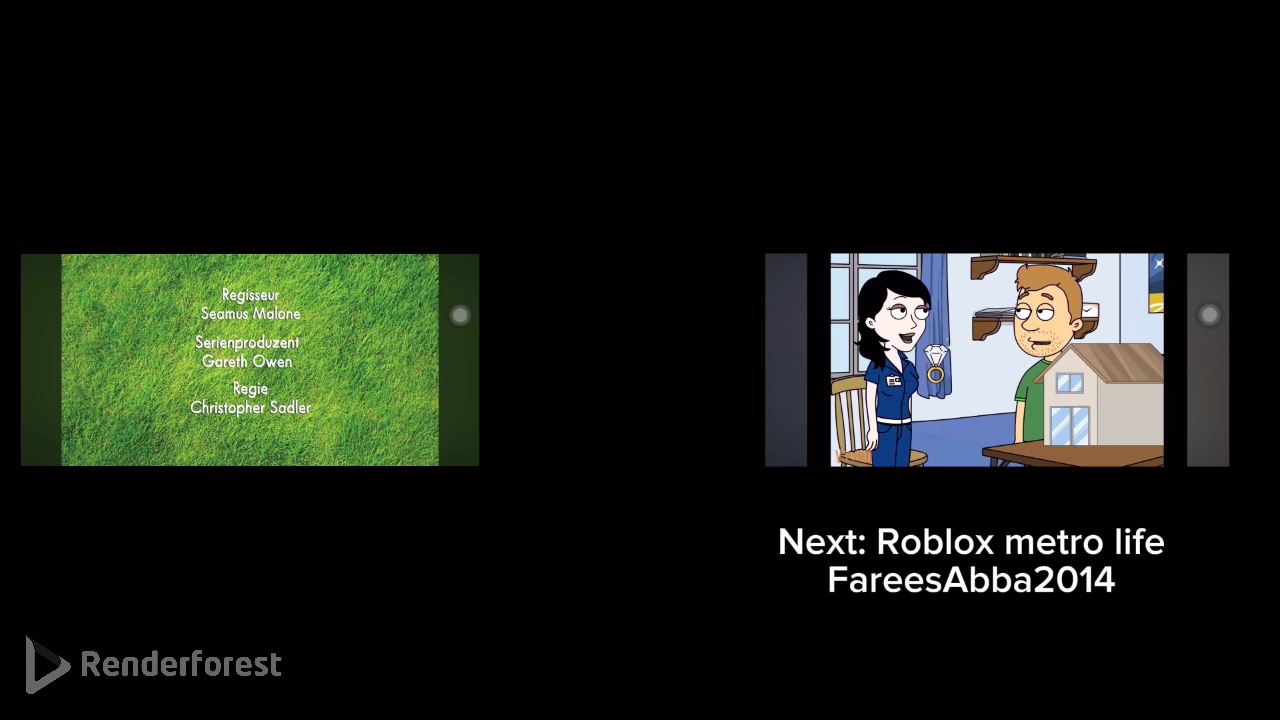 Regisseur
Seamus Malone
Serienproduzent
Gareth Owen
Regie
Christopher Sadler
Next: Roblox metro life
FareesAbba2014
Renderforest